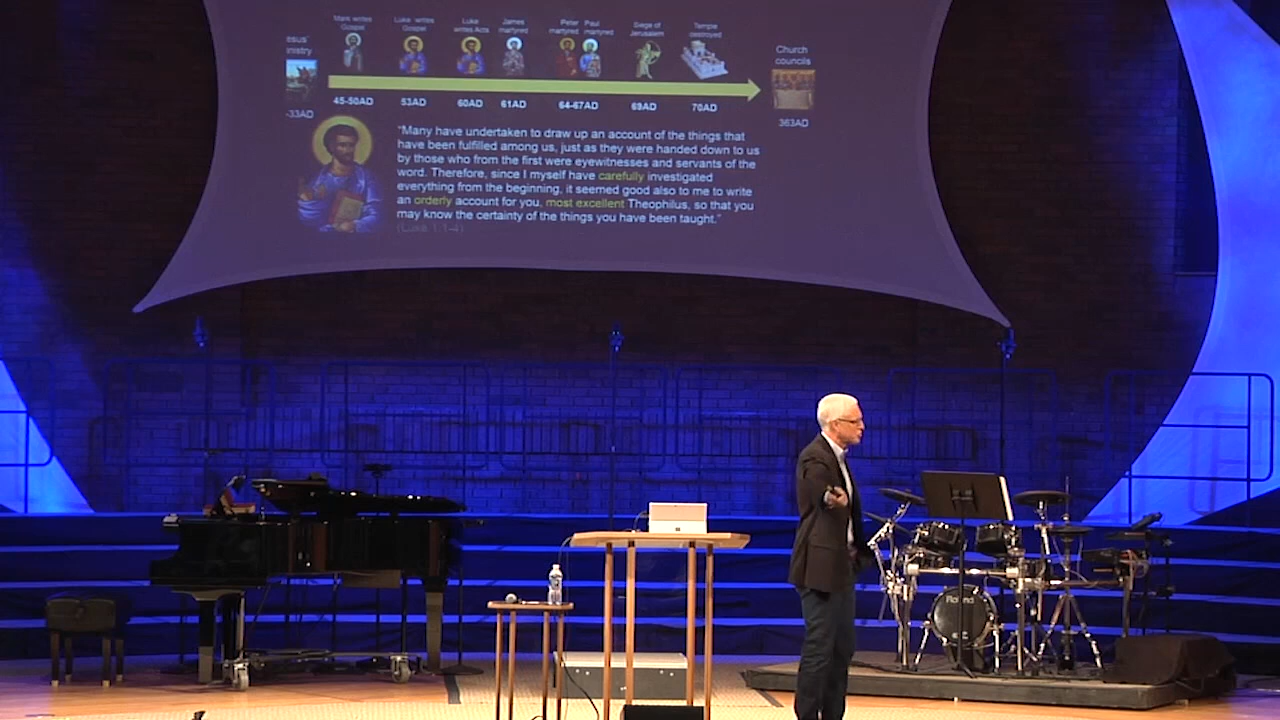 Mark writes Gospel
Luke writes Gospel
Luke writes Acts
James martyred
Peter martyred
Paul martyred
Siege of Jerusalem
Temple destroyed
Church councils
45-50AD
53AD
60AD
61AD
64-67AD
69AD
70AD
363AD
-33AD
esus'
nistry
"Many have undertaken to draw up an account of the things that
have been fulfilled among us, just as they were handed down to us
by those who from the first were eyewitnesses and servants of the
word. Therefore, since I myself have carefully investigated
everything from the beginning, it seemed good also to me to write
an orderly account for you, most excellent Theophilus, so that you
may know the certainty of the things you have been taught."
(Luke 1:1-4)
Roland